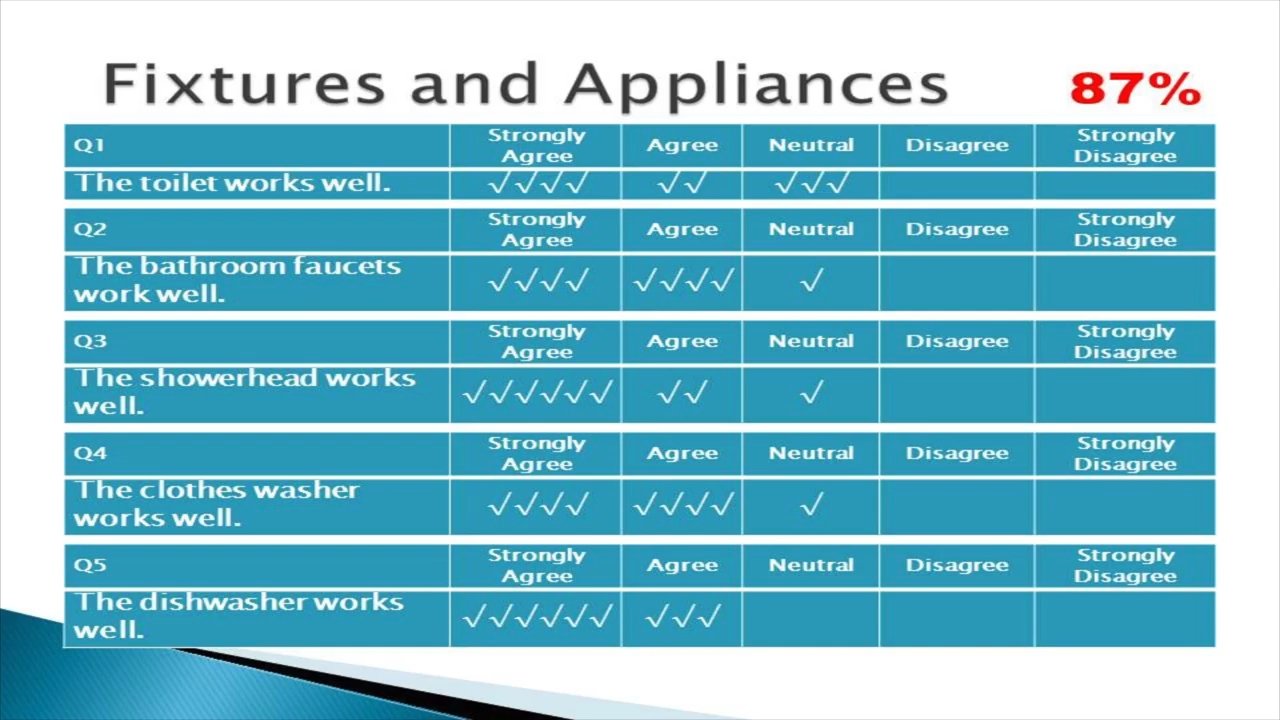 Fixtures and Appliances 87%
Q1 Strongly Agree Agree Neutral Disagree Strongly Disagree
The toilet works well. √√√√ √√ √√√
Q2 Strongly Agree Agree Neutral Disagree Strongly Disagree
The bathroom faucets work well. √√√√ √√√√ √
Q3 Strongly Agree Agree Neutral Disagree Strongly Disagree
The showerhead works well. √√√√√√ √√ √
Q4 Strongly Agree Agree Neutral Disagree Strongly Disagree
The clothes washer works well. √√√√ √√√√ √
Q5 Strongly Agree Agree Neutral Disagree Strongly Disagree
The dishwasher works well. √√√√√√ √√√